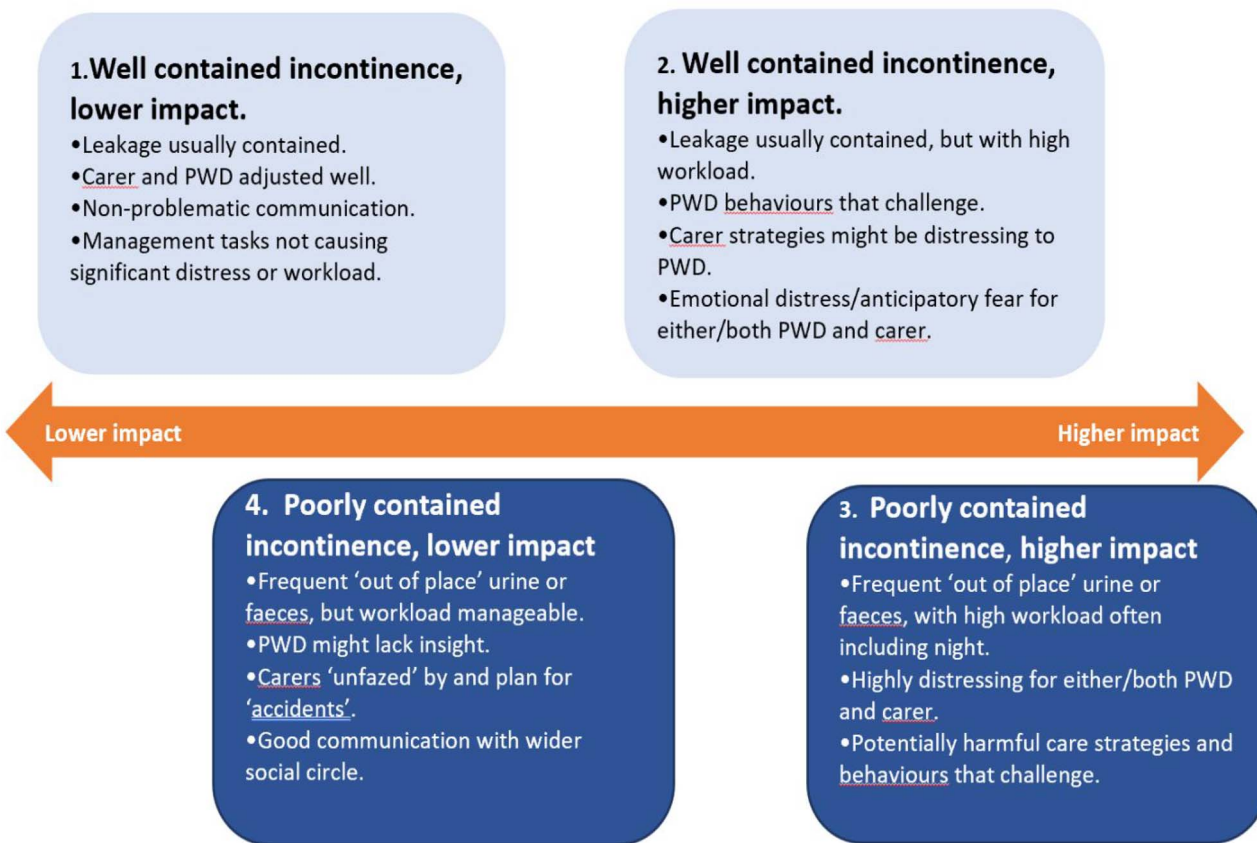 1.Well contained incontinence,
lower impact.
•Leakage usually contained.
•Carer and PWD adjusted well.
•Non-problematic communication.
•Management tasks not causing
significant distress or workload.
2. Well contained incontinence,
higher impact.
•Leakage usually contained, but with high
workload.
•PWD behaviours that challenge.
•Carer strategies might be distressing to
PWD.
•Emotional distress/anticipatory fear for
either/both PWD and carer.
Lower impact
Higher impact
4. Poorly contained
incontinence, lower impact
•Frequent ‘out of place’ urine or
faeces, but workload manageable.
•PWD might lack insight.
•Carers ‘unfazed’ by and plan for
‘accidents’.
•Good communication with wider
social circle.
3. Poorly contained
incontinence, higher impact
•Frequent ‘out of place’ urine or
faeces, with high workload often
including night.
•Highly distressing for either/both PWD
and carer.
•Potentially harmful care strategies and
behaviours that challenge.